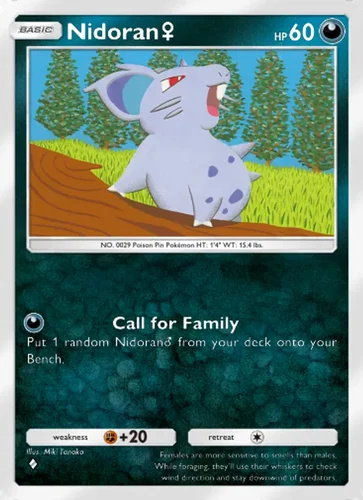 BASIC Nidoran♀ HP 60
NO. 0029 Poison Pin Pokémon HT: 1'4" WT: 15.4 lbs.
Call for Family
Put 1 random Nidoran♂ from your deck onto
your
Bench.
weakness +20 retreat
Illus. Miki Tanaka
Females are more sensitive to smells than males.
While foraging, they'll use their whiskers to check
wind direction and stay downwind of predators.